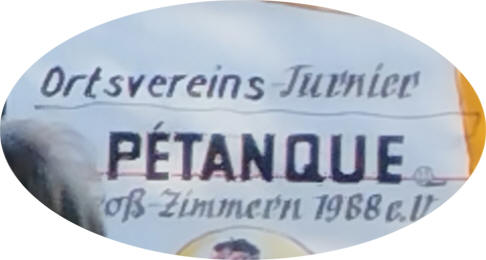 Ortsvereins-Turnier
PÉTANQUE
oß-Zimmern 1988 e.V